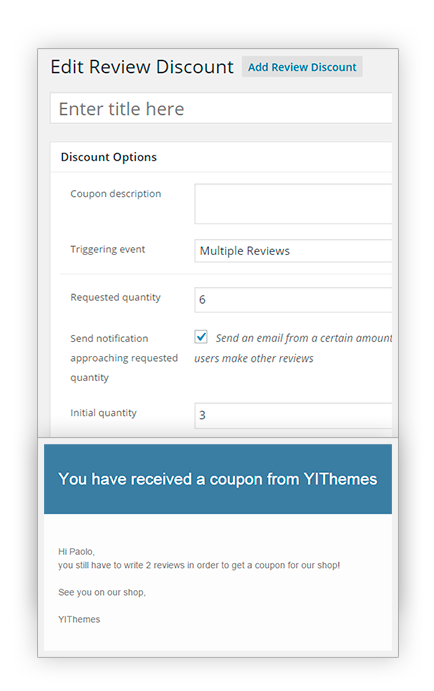 Edit Review Discount Add Review Discount
Enter title here
Discount Options
Coupon description
Triggering event Multiple Reviews
Requested quantity 6
Send notification approaching requested quantity
Send an email from a certain amount
users make other reviews
Initial quantity 3
You have received a coupon from YIThemes
Hi Paolo,
you still have to write 2 reviews in order to get a coupon for our shop!
See you on our shop,
YIThemes